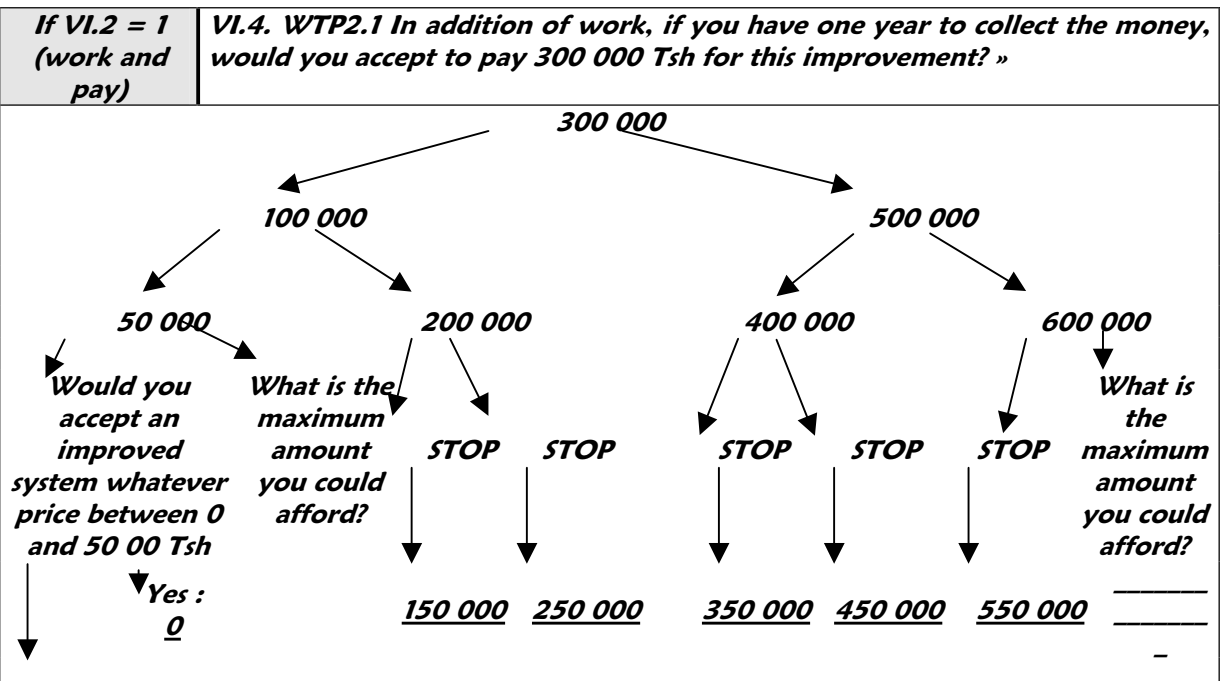 If VI.2 = 1
(work and
pay)
VI.4. WTP2.1 In addition of work, if you have one year to collect the money,
would you accept to pay 300 000 Tsh for this improvement? »
300 000
100 000
500 000
50 000
200 000
400 000
600 000
Would you
accept an
improved
system whatever
price between 0
and 50 00 Tsh
What is the
maximum
amount
you could
afford?
STOP
STOP
STOP
STOP
STOP
What is
the
maximum
amount
you could
afford?
Yes :
0
150 000
250 000
350 000
450 000
550 000
_______
_______
_